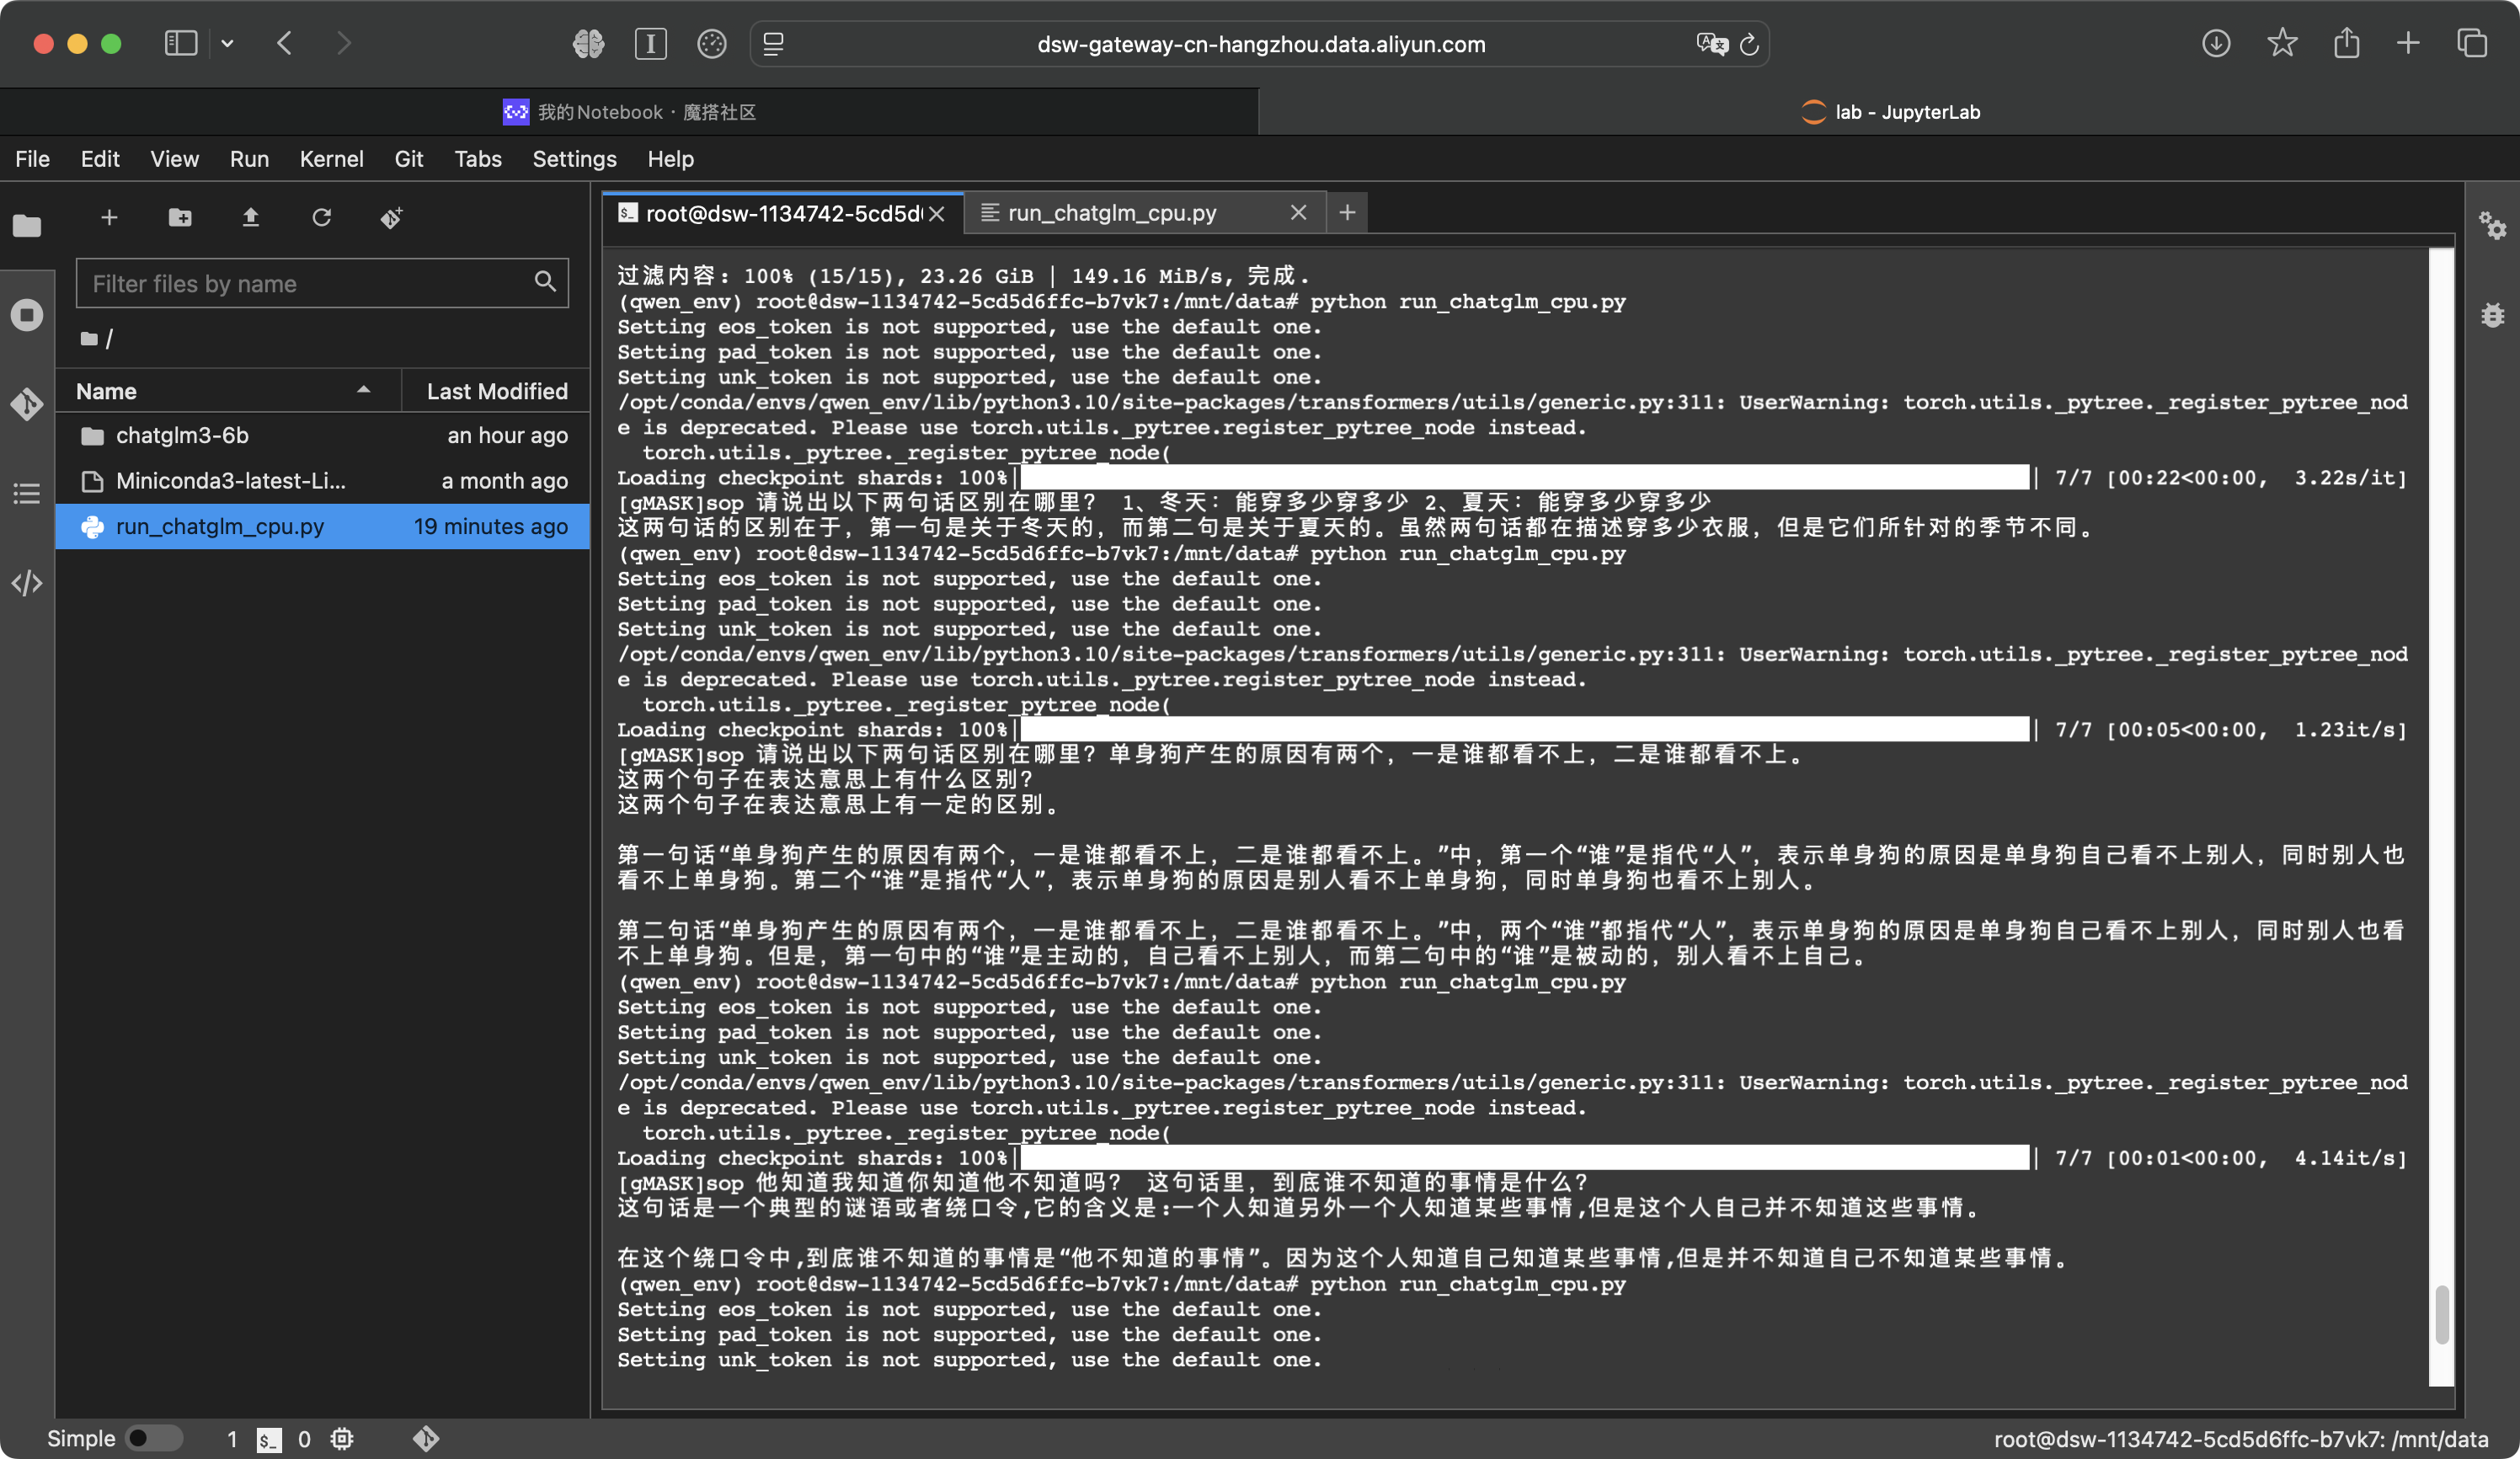 dsw-gateway-cn-hangzhou.data.aliyun.com
我的Notebook · 魔搭社区
lab - JupyterLab
File Edit View Run Kernel Git Tabs Settings Help
root@dsw-1134742-5cd5d
run_chatglm_cpu.py
Filter files by name
/
Name Last Modified
chatglm3-6b an hour ago
Miniconda3-latest-Li... a month ago
run_chatglm_cpu.py 19 minutes ago
过滤内容: 100% (15/15), 23.26 GiB | 149.16 MiB/s, 完成.
(qwen_env) root@dsw-1134742-5cd5d6ffc-b7vk7:/mnt/data# python run_chatglm_cpu.py
Setting eos_token is not supported, use the default one.
Setting pad_token is not supported, use the default one.
Setting unk_token is not supported, use the default one.
/opt/conda/envs/qwen_env/lib/python3.10/site-packages/transformers/utils/generic.py:311: UserWarning: torch.utils._pytree._register_pytree_nod
e is deprecated. Please use torch.utils._pytree.register_pytree_node instead.
torch.utils._pytree._register_pytree_node(
Loading checkpoint shards: 100%| | 7/7 [00:22<00:00, 3.22s/it]
[gMASK]sop 请说出以下两句话区别在哪里? 1、冬天: 能穿多少穿多少 2、夏天: 能穿多少穿多少
这两句话的区别在于，第一句是关于冬天的，而第二句是关于夏天的。虽然两句话都在描述穿多少衣服，但是它们所针对的季节不同。
(qwen_env) root@dsw-1134742-5cd5d6ffc-b7vk7:/mnt/data# python run_chatglm_cpu.py
Setting eos_token is not supported, use the default one.
Setting pad_token is not supported, use the default one.
Setting unk_token is not supported, use the default one.
/opt/conda/envs/qwen_env/lib/python3.10/site-packages/transformers/utils/generic.py:311: UserWarning: torch.utils._pytree._register_pytree_nod
e is deprecated. Please use torch.utils._pytree.register_pytree_node instead.
torch.utils._pytree._register_pytree_node(
Loading checkpoint shards: 100%| | 7/7 [00:05<00:00, 1.23it/s]
[gMASK]sop 请说出以下两句话区别在哪里? 单身狗产生的原因有两个，一是谁都看不上，二是谁都看不上。
这两个句子在表达意思上有什么区别?
这两个句子在表达意思上有一定的区别。
第一句话“单身狗产生的原因有两个，一是谁都看不上，二是谁都看不上。”中，第一个“谁”是指代“人”，表示单身狗的原因是单身狗自己看不上别人，同时别人也
看不上单身狗。第二个“谁”是指代“人”，表示单身狗的原因是别人看不上单身狗，同时单身狗也看不上别人。
第二句话“单身狗产生的原因有两个，一是谁都看不上，二是谁都看不上。”中，两个“谁”都指代“人”，表示单身狗的原因是单身狗自己看不上别人，同时别人也看
不上单身狗。但是，第一句中的“谁”是主动的，自己看不上别人，而第二句中的“谁”是被动的，别人看不上自己。
(qwen_env) root@dsw-1134742-5cd5d6ffc-b7vk7:/mnt/data# python run_chatglm_cpu.py
Setting eos_token is not supported, use the default one.
Setting pad_token is not supported, use the default one.
Setting unk_token is not supported, use the default one.
/opt/conda/envs/qwen_env/lib/python3.10/site-packages/transformers/utils/generic.py:311: UserWarning: torch.utils._pytree._register_pytree_nod
e is deprecated. Please use torch.utils._pytree.register_pytree_node instead.
torch.utils._pytree._register_pytree_node(
Loading checkpoint shards: 100%| | 7/7 [00:01<00:00, 4.14it/s]
[gMASK]sop 他知道我知道你知道他不知道吗? 这句话里，到底谁不知道的事情是什么?
这句话是一个典型的谜语或者绕口令,它的含义是:一个人知道另外一个人知道某些事情,但是这个人自己并不知道这些事情。
在这个绕口令中,到底谁不知道的事情是“他不知道的事情”。因为这个人知道自己知道某些事情,但是并不知道自己不知道某些事情。
(qwen_env) root@dsw-1134742-5cd5d6ffc-b7vk7:/mnt/data# python run_chatglm_cpu.py
Setting eos_token is not supported, use the default one.
Setting pad_token is not supported, use the default one.
Setting unk_token is not supported, use the default one.
Simple 1 0 root@dsw-1134742-5cd5d6ffc-b7vk7: /mnt/data